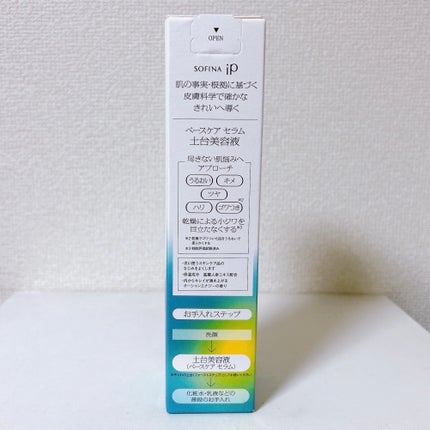 OPEN
SOFINA iP
肌の事実・根拠に基づく
皮膚科学で確かな
きれいへ導く
ベースケア セラム
土台美容液
尽きない肌悩みへ
アプローチ
うるおい キメ
ツヤ
ハリ ゴワつき※2
乾燥による小ジワを
目立たなくする※3
お手入れステップ
洗顔
土台美容液
(ベースケア セラム)
化粧水・乳液などの
普段のお手入れ